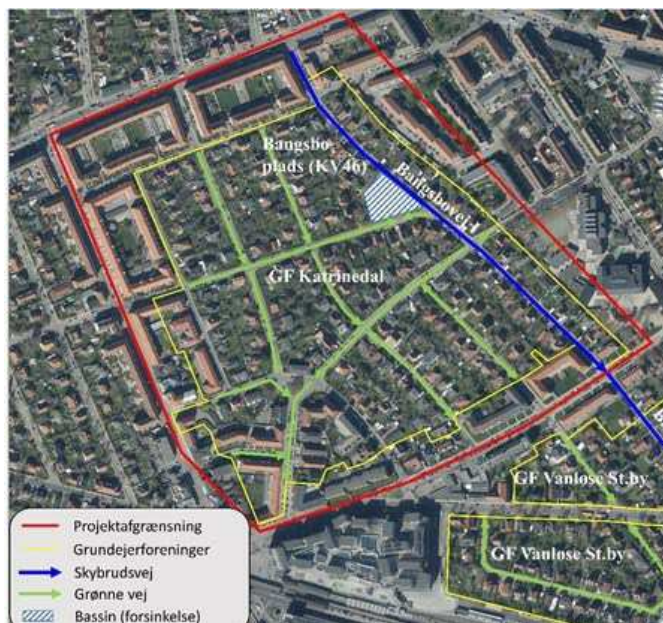 Bangsbo
plads (KV46)
Bangsbovej
GF Katrinedal
GF Vanløse St.by
GF Vanløse St.by
Projektafgrænsning
Grundejerforeninger
Skybrudsvej
Grønne vej
Bassin (forsinkelse)